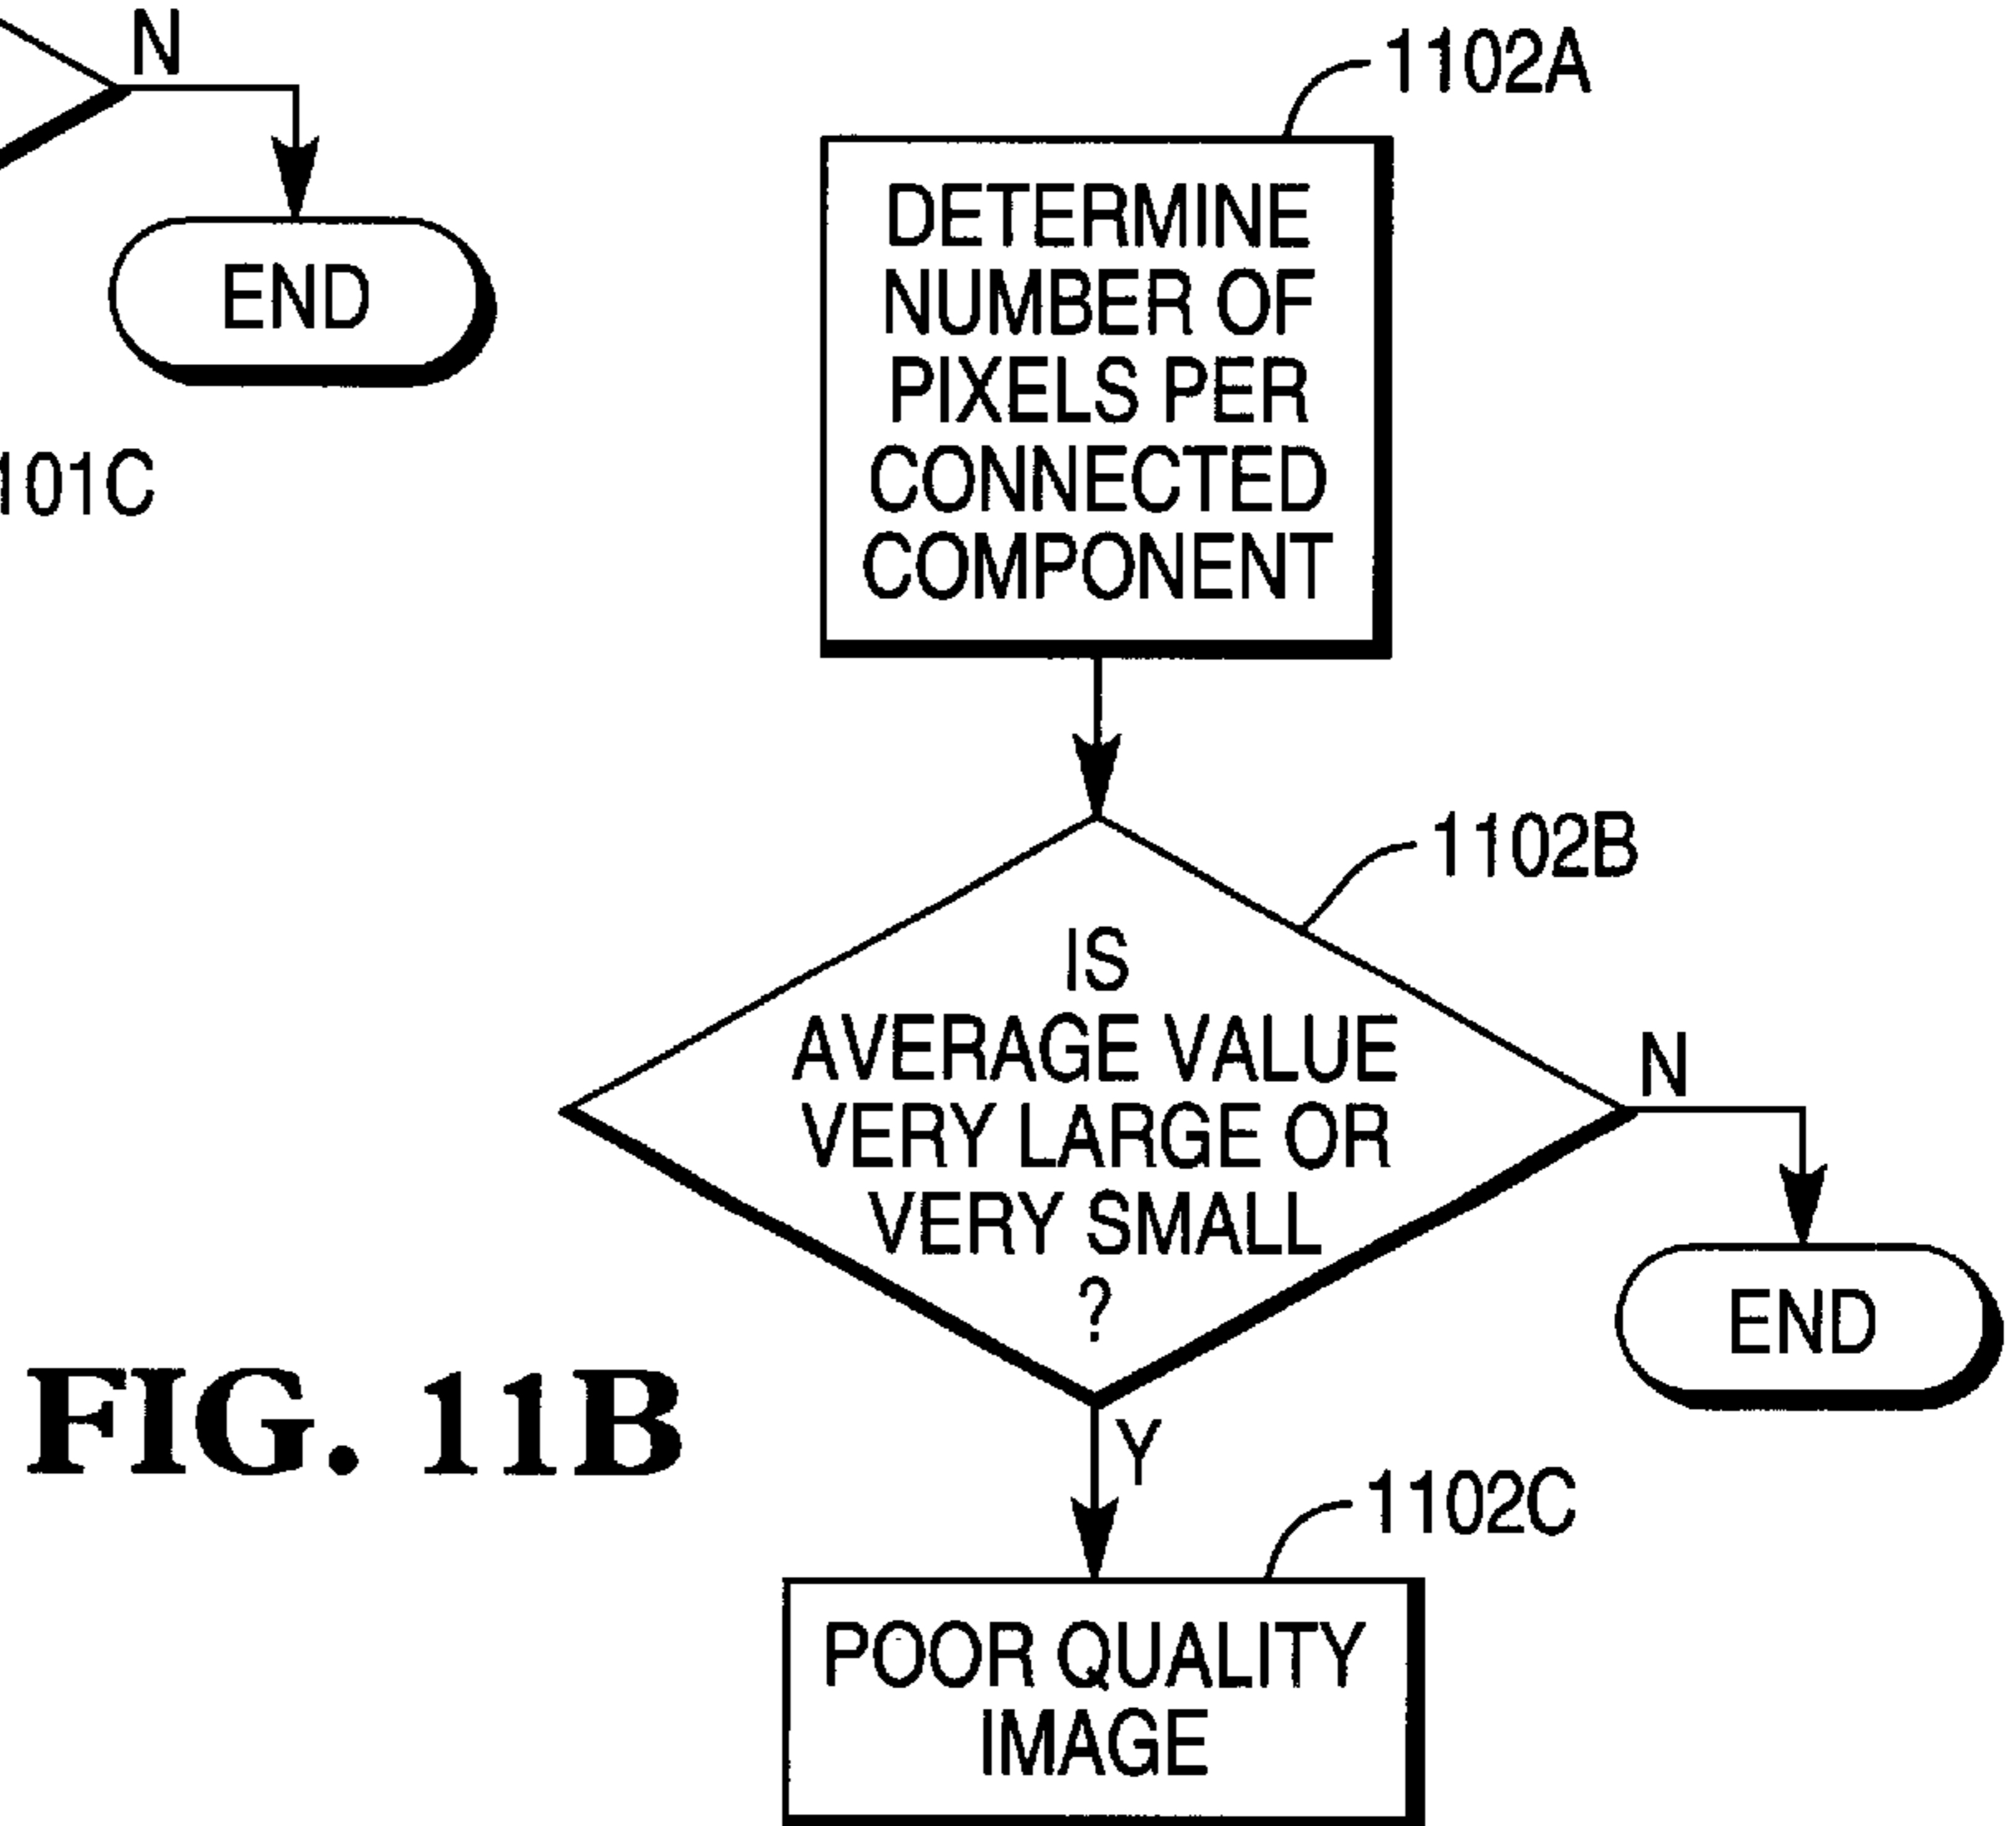 N
END
101C
1102A
DETERMINE
NUMBER OF
PIXELS PER
CONNECTED
COMPONENT
1102B
IS
AVERAGE VALUE
VERY LARGE OR
VERY SMALL
?
N
END
Y
1102C
POOR QUALITY
IMAGE
FIG. 11B